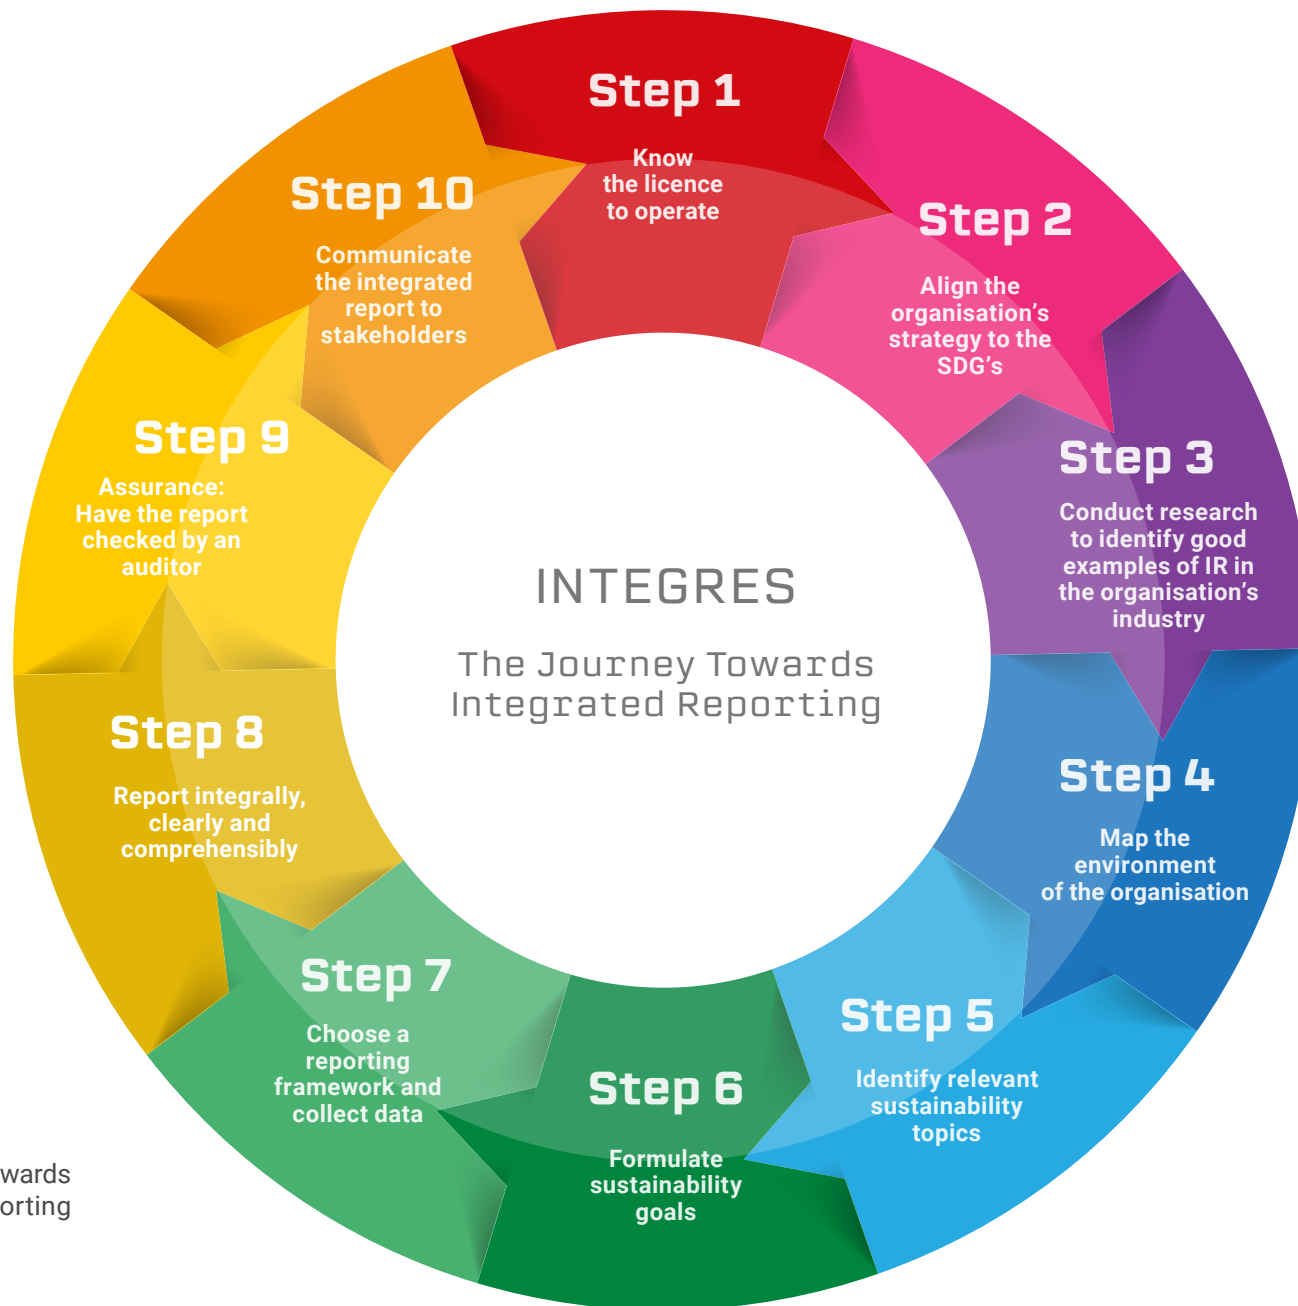 Step 1
Know
the licence
to operate
Step 2
Align the
organisation's
strategy to the
SDG's
Step 3
Conduct research
to identify good
examples of IR in
the organisation's
industry
Step 4
Map the
environment
of the organisation
Step 5
Identify relevant
sustainability
topics
Step 6
Formulate
sustainability
goals
Step 7
Choose a
reporting
framework and
collect data
Step 8
Report integrally,
clearly and
comprehensibly
Step 9
Assurance:
Have the report
checked by an
auditor
Step 10
Communicate
the integrated
report to
stakeholders
INTEGRES
The Journey Towards
Integrated Reporting
wards
orting